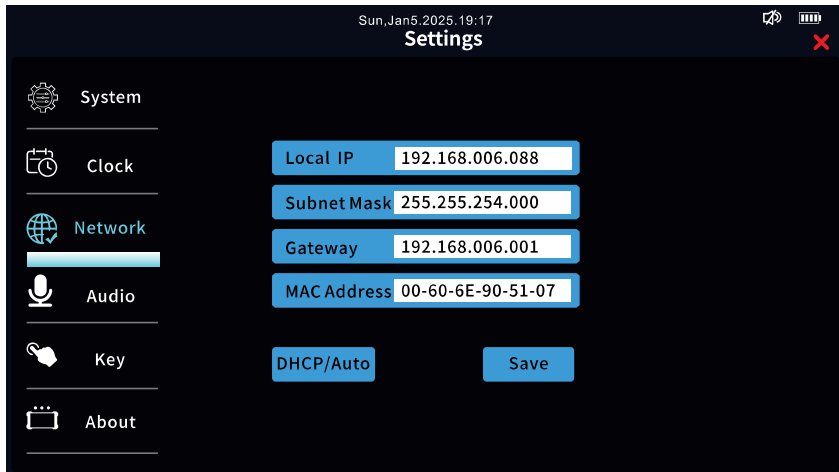 Sun,Jan5.2025.19:17
Settings
System
Clock
Network
Audio
Key
About
Local IP 192.168.006.088
Subnet Mask 255.255.254.000
Gateway 192.168.006.001
MAC Address 00-60-6E-90-51-07
DHCP/Auto Save